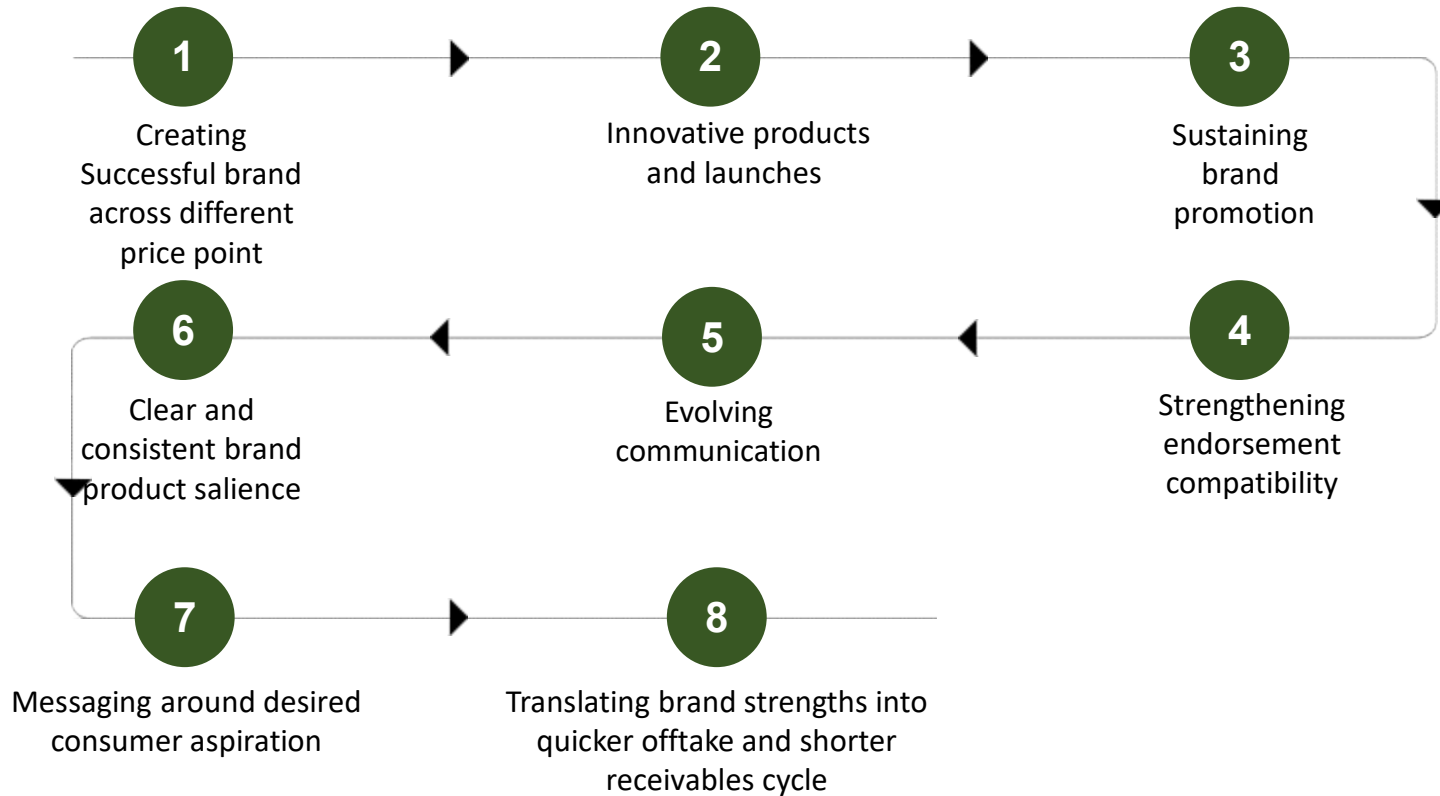 1
Creating
Successful brand
across different
price point
2
Innovative products
and launches
3
Sustaining
brand
promotion
4
Strengthening
endorsement
compatibility
5
Evolving
communication
6
Clear and
consistent brand
product salience
7
Messaging around desired
consumer aspiration
8
Translating brand strengths into
quicker offtake and shorter
receivables cycle